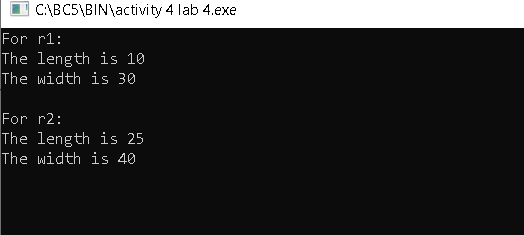 C:\BC5\BIN\activity 4 lab 4.exe
For r1:
The length is 10
The width is 30
For r2:
The length is 25
The width is 40